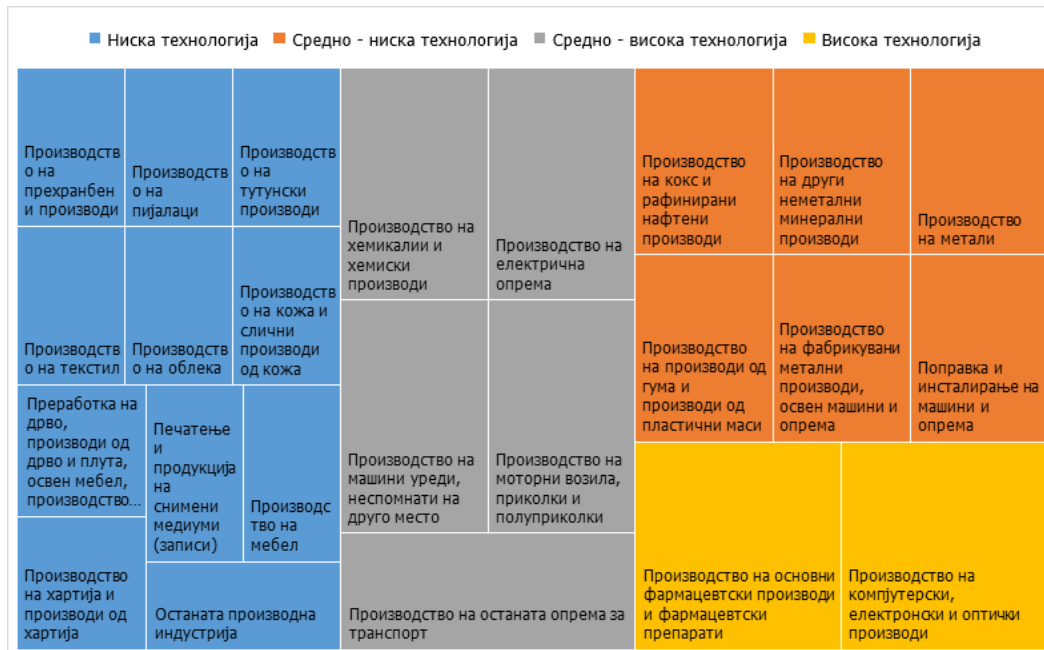 Ниска технологија Средно - ниска технологија Средно - висока технологија Висока технологија
Производств
о на
прехранбен
и производи
Производств
о на
пијалаци
Производств
о на
тутунски
производи
Производств
о на текстил
Производств
о на облека
Производств
о на кожа и
слични
производи
од кожа
Преработка на
дрво,
производи од
дрво и плута,
освен мебел,
производство...
Печатење
и
продукција
на
снимени
медиуми
(записи)
Производс
тво на
мебел
Производство
на хартија и
производи од
хартија
Останата производна
индустрија
Производство на
хемикалии и
хемиски
производи
Производство на
електрична
опрема
Производство на
машини уреди,
неспомнати на
друго место
Производство на
моторни возила,
приколки и
полуприколки
Производство на останата опрема за
транспорт
Производство
на кокс и
рафинирани
нафтени
производи
Производство
на други
неметални
минерални
производи
Производство
на метали
Производство
на производи од
гума и
производи од
пластични маси
Производство
на фабрикувани
метални
производи,
освен машини и
опрема
Поправка и
инсталирање на
машини и
опрема
Производство на основни
фармацевтски производи
и фармацевтски
препарати
Производство на
компјутерски,
електронски и оптички
производи